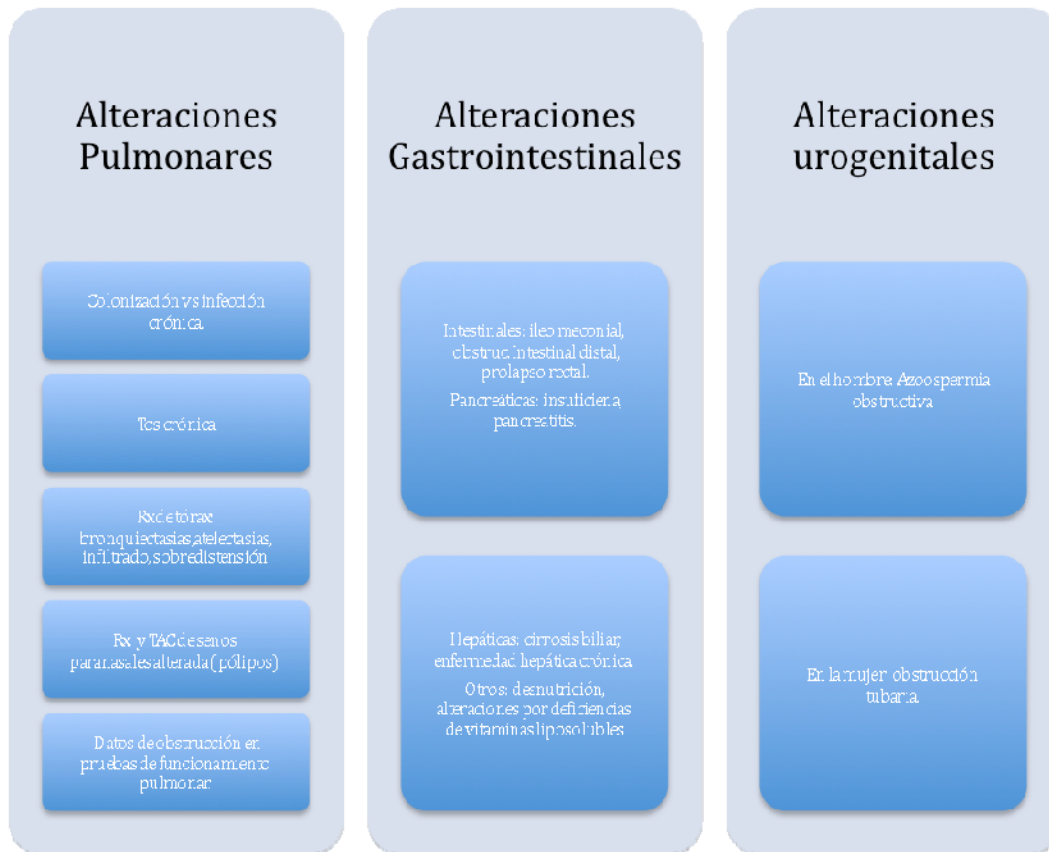 Alteraciones
Pulmonares
Colonización vs infección
crónica
Tos crónica
Rx de tórax
bronquiectasias, atelectasias,
infiltrado, sobredistensión
Rx y TAC de senos
paranasales alterada (pólipos)
Datos de obstrucción en
pruebas de funcionamiento
pulmonar
Alteraciones
Gastrointestinales
Intestinales: ileo meconial,
obstruc. Intestinal distal,
prolapso rectal.
Pancreáticas: insuficiencia,
pancreatitis.
Hepáticas: cirrosis biliar,
enfermedad hepática crónica
Otros: desnutrición,
alteraciones por deficiencias
de vitaminas liposolubles
Alteraciones
urogenitales
En el hombre: Azoospermia
obstructiva
En la mujer: obstrucción
tubaria.